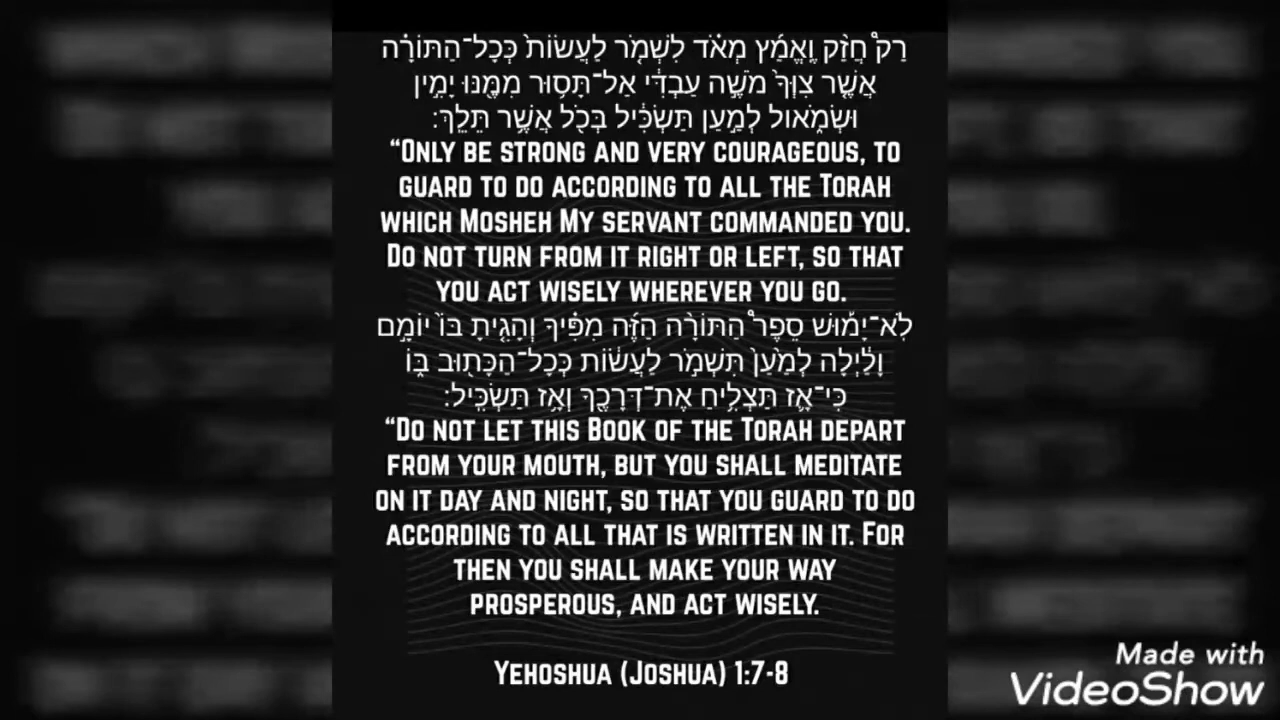 רַק֩ חֲזַ֨ק וֶֽאֱמַ֜ץ מְאֹ֗ד לִשְׁמֹ֤ר לַעֲשׂוֹת֙ כְּכָל־הַתּוֹרָ֗ה
אֲשֶׁ֤ר צִוְּךָ֙ מֹשֶׁ֣ה עַבְדִּ֔י אַל־תָּס֥וּר מִמֶּ֖נּוּ יָמִ֣ין
וּשְׂמֹ֑אול לְמַ֣עַן תַּשְׂכִּ֔יל בְּכֹ֖ל אֲשֶׁ֥ר תֵּלֵֽךְ׃
“Only be strong and very courageous, to
guard to do according to all the Torah
which Mosheh My servant commanded you.
Do not turn from it right or left, so that
you act wisely wherever you go.
לֹֽא־יָמ֡וּשׁ סֵפֶר֩ הַתּוֹרָ֨ה הַזֶּ֜ה מִפִּ֗יךָ וְהָגִ֤יתָ בּוֹ֙ יוֹמָ֣ם
וָלַ֔יְלָה לְמַ֙עַן֙ תִּשְׁמֹ֣ר לַעֲשׂ֔וֹת כְּכָל־הַכָּת֖וּב בּ֑וֹ
כִּי־אָ֛ז תַּצְלִ֥יחַ אֶת־דְּרָכֶ֖ךָ וְאָ֥ז תַּשְׂכִּֽיל׃
“Do not let this Book of the Torah depart
from your mouth, but you shall meditate
on it day and night, so that you guard to do
according to all that is written in it. For
then you shall make your way
prosperous, and act wisely.
Yehoshua (Joshua) 1:7-8
Made with
VideoShow